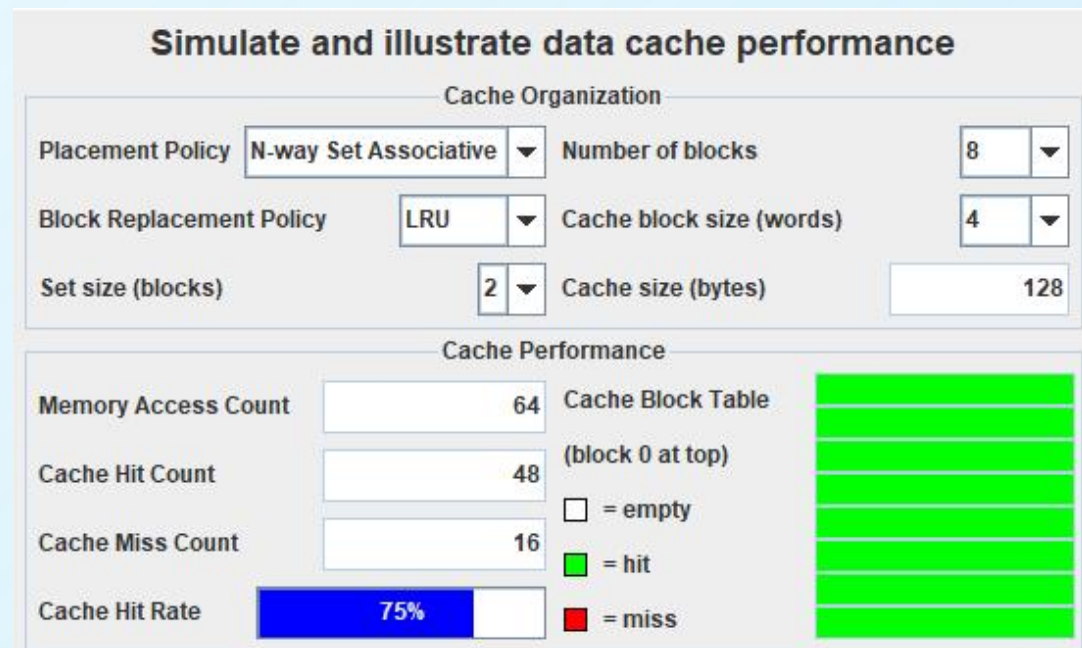 Simulate and illustrate data cache performance
Cache Organization
Placement Policy N-way Set Associative Number of blocks 8
Block Replacement Policy LRU Cache block size (words) 4
Set size (blocks) 2 Cache size (bytes) 128
Cache Performance
Memory Access Count 64 Cache Block Table
(block 0 at top)
Cache Hit Count 48
= empty
Cache Miss Count 16
= hit
Cache Hit Rate 75%
= miss